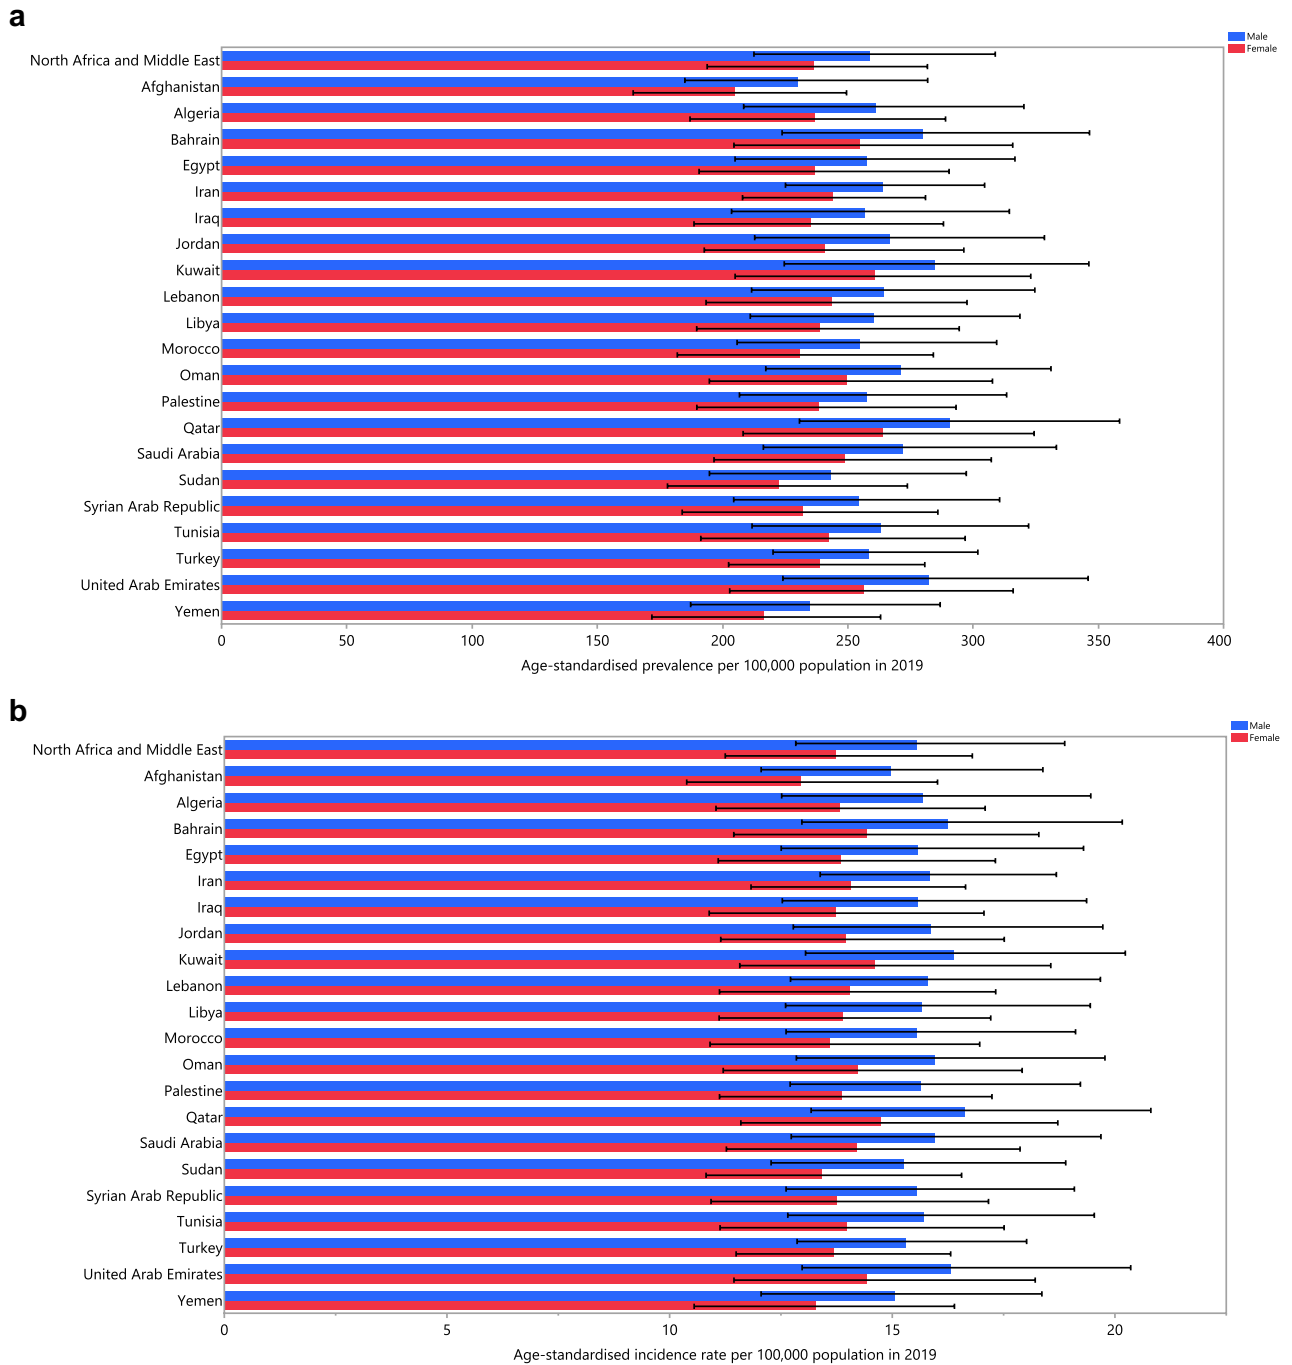 a
Male
Female
North Africa and Middle East
Afghanistan
Algeria
Bahrain
Egypt
Iran
Iraq
Jordan
Kuwait
Lebanon
Libya
Morocco
Oman
Palestine
Qatar
Saudi Arabia
Sudan
Syrian Arab Republic
Tunisia
Turkey
United Arab Emirates
Yemen
0 50 100 150 200 250 300 350 400
Age-standardised prevalence per 100,000 population in 2019
b
Male
Female
North Africa and Middle East
Afghanistan
Algeria
Bahrain
Egypt
Iran
Iraq
Jordan
Kuwait
Lebanon
Libya
Morocco
Oman
Palestine
Qatar
Saudi Arabia
Sudan
Syrian Arab Republic
Tunisia
Turkey
United Arab Emirates
Yemen
0 5 10 15 20
Age-standardised incidence rate per 100,000 population in 2019